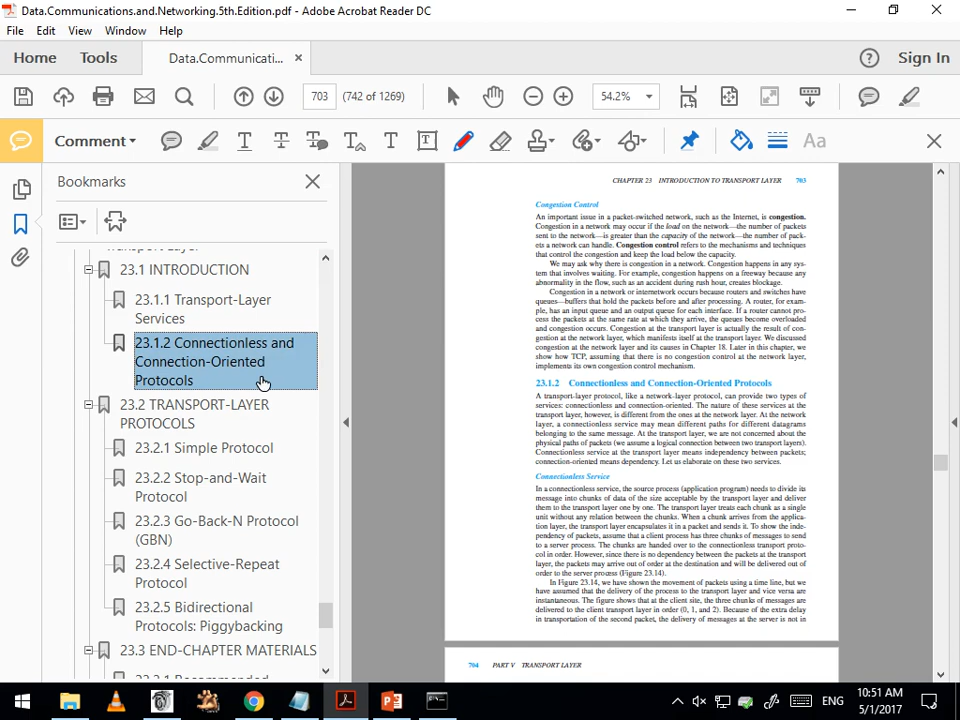 Data.Communications.and.Networking.5th.Edition.pdf - Adobe Acrobat Reader DC
File Edit View Window Help
Home Tools Data.Communicati... × ? Sign In
703 (742 of 1269) 54.2%
Comment Aa
Bookmarks
Transport Layer
23.1 INTRODUCTION
23.1.1 Transport-Layer
Services
23.1.2 Connectionless and
Connection-Oriented
Protocols
23.2 TRANSPORT-LAYER
PROTOCOLS
23.2.1 Simple Protocol
23.2.2 Stop-and-Wait
Protocol
23.2.3 Go-Back-N Protocol
(GBN)
23.2.4 Selective-Repeat
Protocol
23.2.5 Bidirectional
Protocols: Piggybacking
23.3 END-CHAPTER MATERIALS
23.3.1 Recommended
CHAPTER 23 INTRODUCTION TO TRANSPORT LAYER 703
Congestion Control
An important issue in a packet-switched network, such as the Internet, is congestion.
Congestion in a network may occur if the load on the network—the number of packets
sent to the network—is greater than the capacity of the network—the number of pack-
ets a network can handle. Congestion control refers to the mechanisms and techniques
that control the congestion and keep the load below the capacity.
We may ask why there is congestion in a network. Congestion happens in any sys-
tem that involves waiting. For example, congestion happens on a freeway because any
abnormality in the flow, such as an accident during rush hour, creates blockage.
Congestion in a network or internetwork occurs because routers and switches have
queues—buffers that hold the packets before and after processing. A router, for exam-
ple, has an input queue and an output queue for each interface. If a router cannot pro-
cess the packets at the same rate at which they arrive, the queues become overloaded
and congestion occurs. Congestion at the transport layer is actually the result of con-
gestion at the network layer, which manifests itself at the transport layer. We discussed
congestion at the network layer and its causes in Chapter 18. Later in this chapter, we
show how TCP, assuming that there is no congestion control at the network layer,
implements its own congestion control mechanism.
23.1.2 Connectionless and Connection-Oriented Protocols
A transport-layer protocol, like a network-layer protocol, can provide two types of
services: connectionless and connection-oriented. The nature of these services at the
transport layer, however, is different from the ones at the network layer. At the network
layer, a connectionless service may mean different paths for different datagrams
belonging to the same message. At the transport layer, we are not concerned about the
physical paths of packets (we assume a logical connection between two transport layers).
Connectionless service at the transport layer means independency between packets;
connection-oriented means dependency. Let us elaborate on these two services.
Connectionless Service
In a connectionless service, the source process (application program) needs to divide its
message into chunks of data of the size acceptable by the transport layer and deliver
them to the transport layer one by one. The transport layer treats each chunk as a single
unit without any relation between the chunks. When a chunk arrives from the applica-
tion layer, the transport layer encapsulates it in a packet and sends it. To show the inde-
pendency of packets, assume that a client process has three chunks of messages to send
to a server process. The chunks are handed over to the connectionless transport proto-
col in order. However, since there is no dependency between the packets at the transport
layer, the packets may arrive out of order at the destination and will be delivered out of
order to the server process (Figure 23.14).
In Figure 23.14, we have shown the movement of packets using a time line, but we
have assumed that the delivery of the process to the transport layer and vice versa are
instantaneous. The figure shows that at the client site, the three chunks of messages are
delivered to the client transport layer in order (0, 1, and 2). Because of the extra delay
in transportation of the second packet, the delivery of messages at the server is not in
704 PART V TRANSPORT LAYER
ENG
10:51 AM
5/1/2017